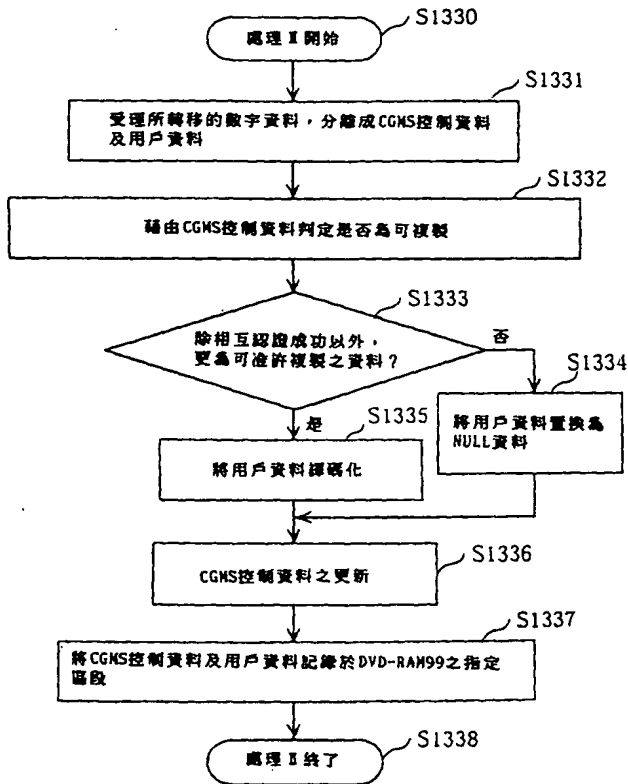 S1330
處理Ⅱ開始
S1331
受理所轉移的數字資料，分離成CGMS控制資料
及用戶資料
S1332
藉由CGMS控制資料判定是否為可複製
S1333
除相互認證成功以外，
更為可准許複製之資料？
否
S1334
將用戶資料置換為
NULL資料
是
S1335
將用戶資料譯碼化
S1336
CGMS控制資料之更新
S1337
將CGMS控制資料及用戶資料記錄於DVD-RAM99之指定
區段
處理Ⅱ終了
S1338